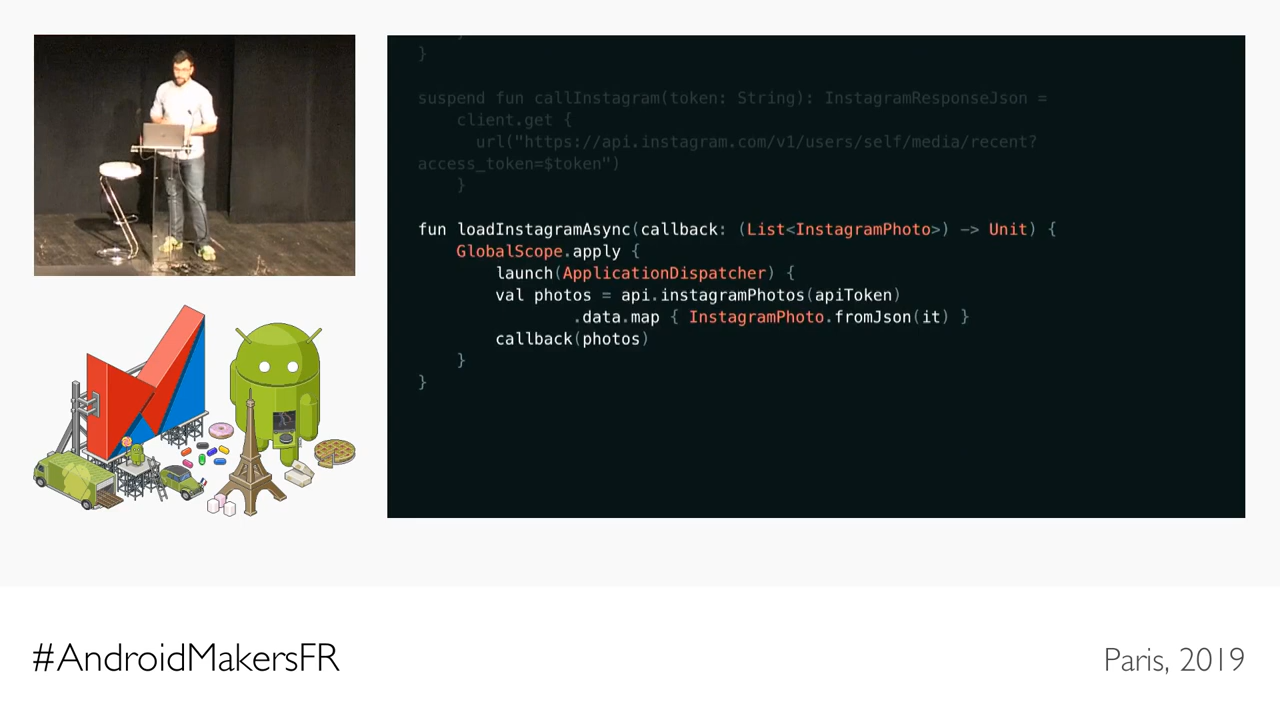 }
suspend fun callInstagram(token: String): InstagramResponseJson =
client.get {
url("https://api.instagram.com/v1/users/self/media/recent?
access_token=$token")
}
fun loadInstagramAsync(callback: (List<InstagramPhoto>) -> Unit) {
GlobalScope.apply {
launch(ApplicationDispatcher) {
val photos = api.instagramPhotos(apiToken)
.data.map { InstagramPhoto.fromJson(it) }
callback(photos)
}
}
#AndroidMakersFR
Paris, 2019